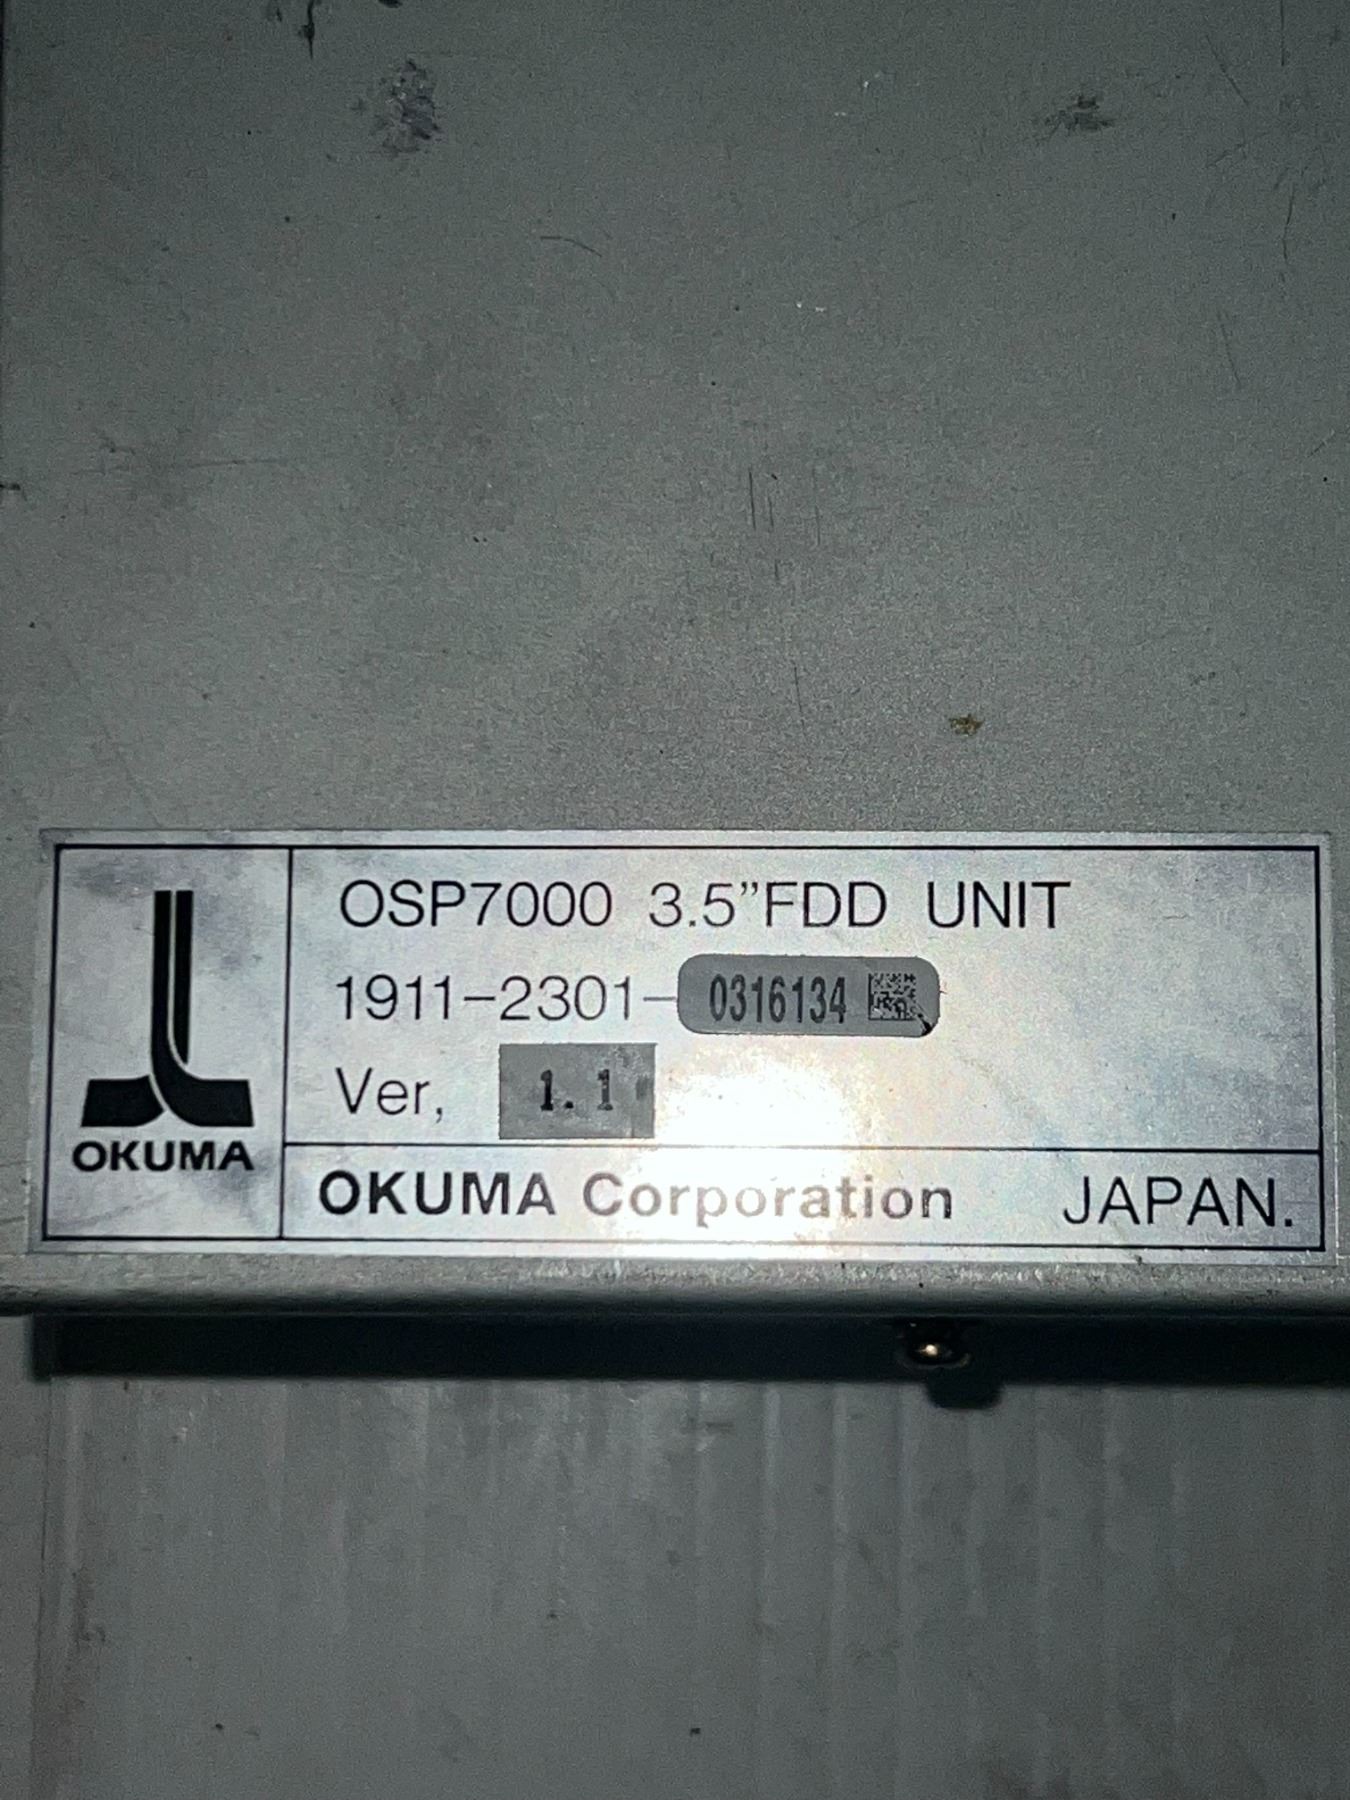 OSP7000 3.5”FDD UNIT
1911-2301-0316134
Ver, 1.1
OKUMA
OKUMA Corporation JAPAN.